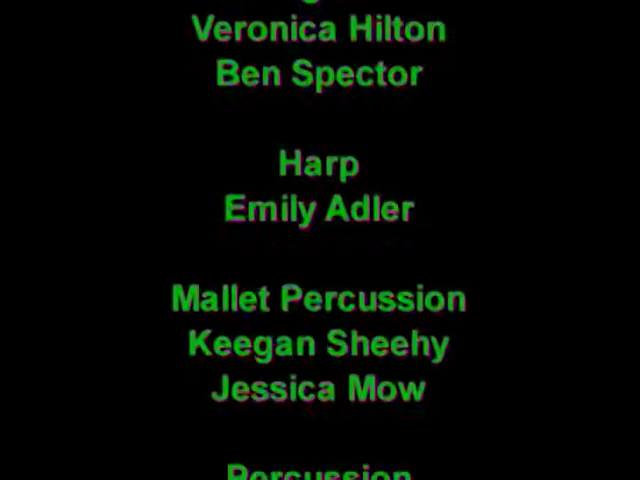 Veronica Hilton
Ben Spector
Harp
Emily Adler
Mallet Percussion
Keegan Sheehy
Jessica Mow
Percussion